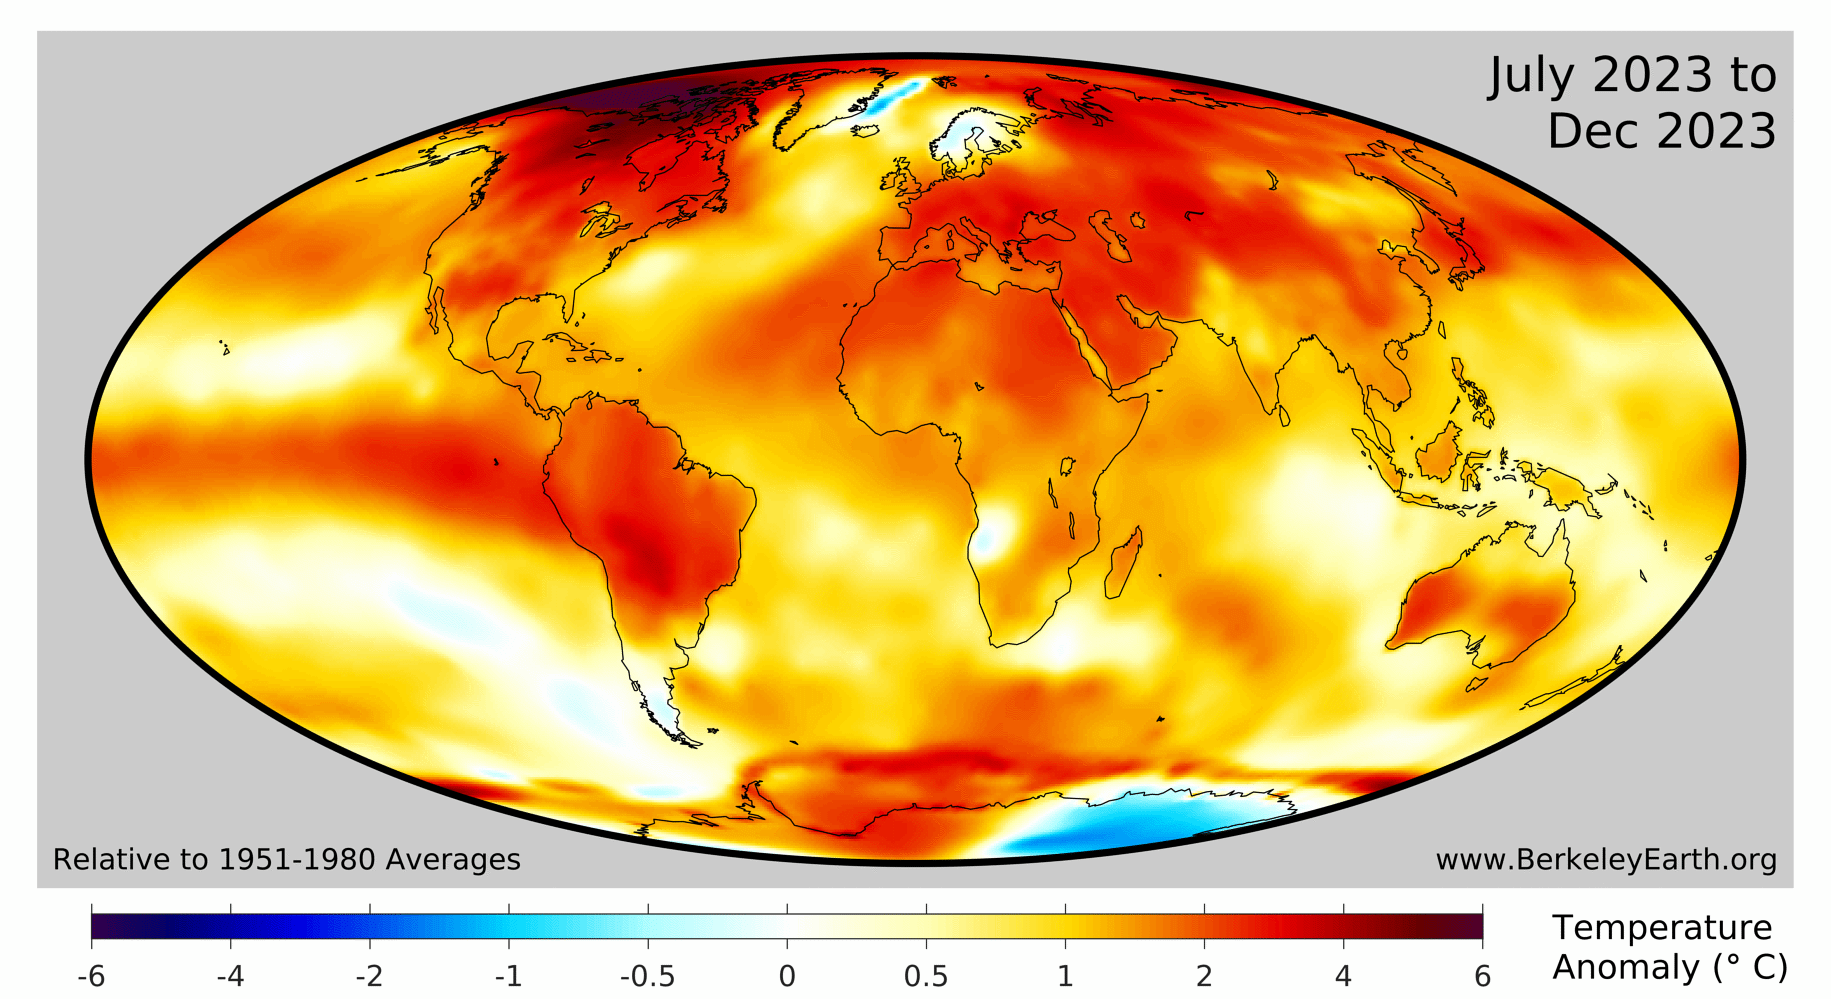 July 2023 to
Dec 2023
Relative to 1951-1980 Averages
www.BerkeleyEarth.org
-6 -4 -2 -1 -0.5 0 0.5 1 2 4 6
Temperature
Anomaly (° C)